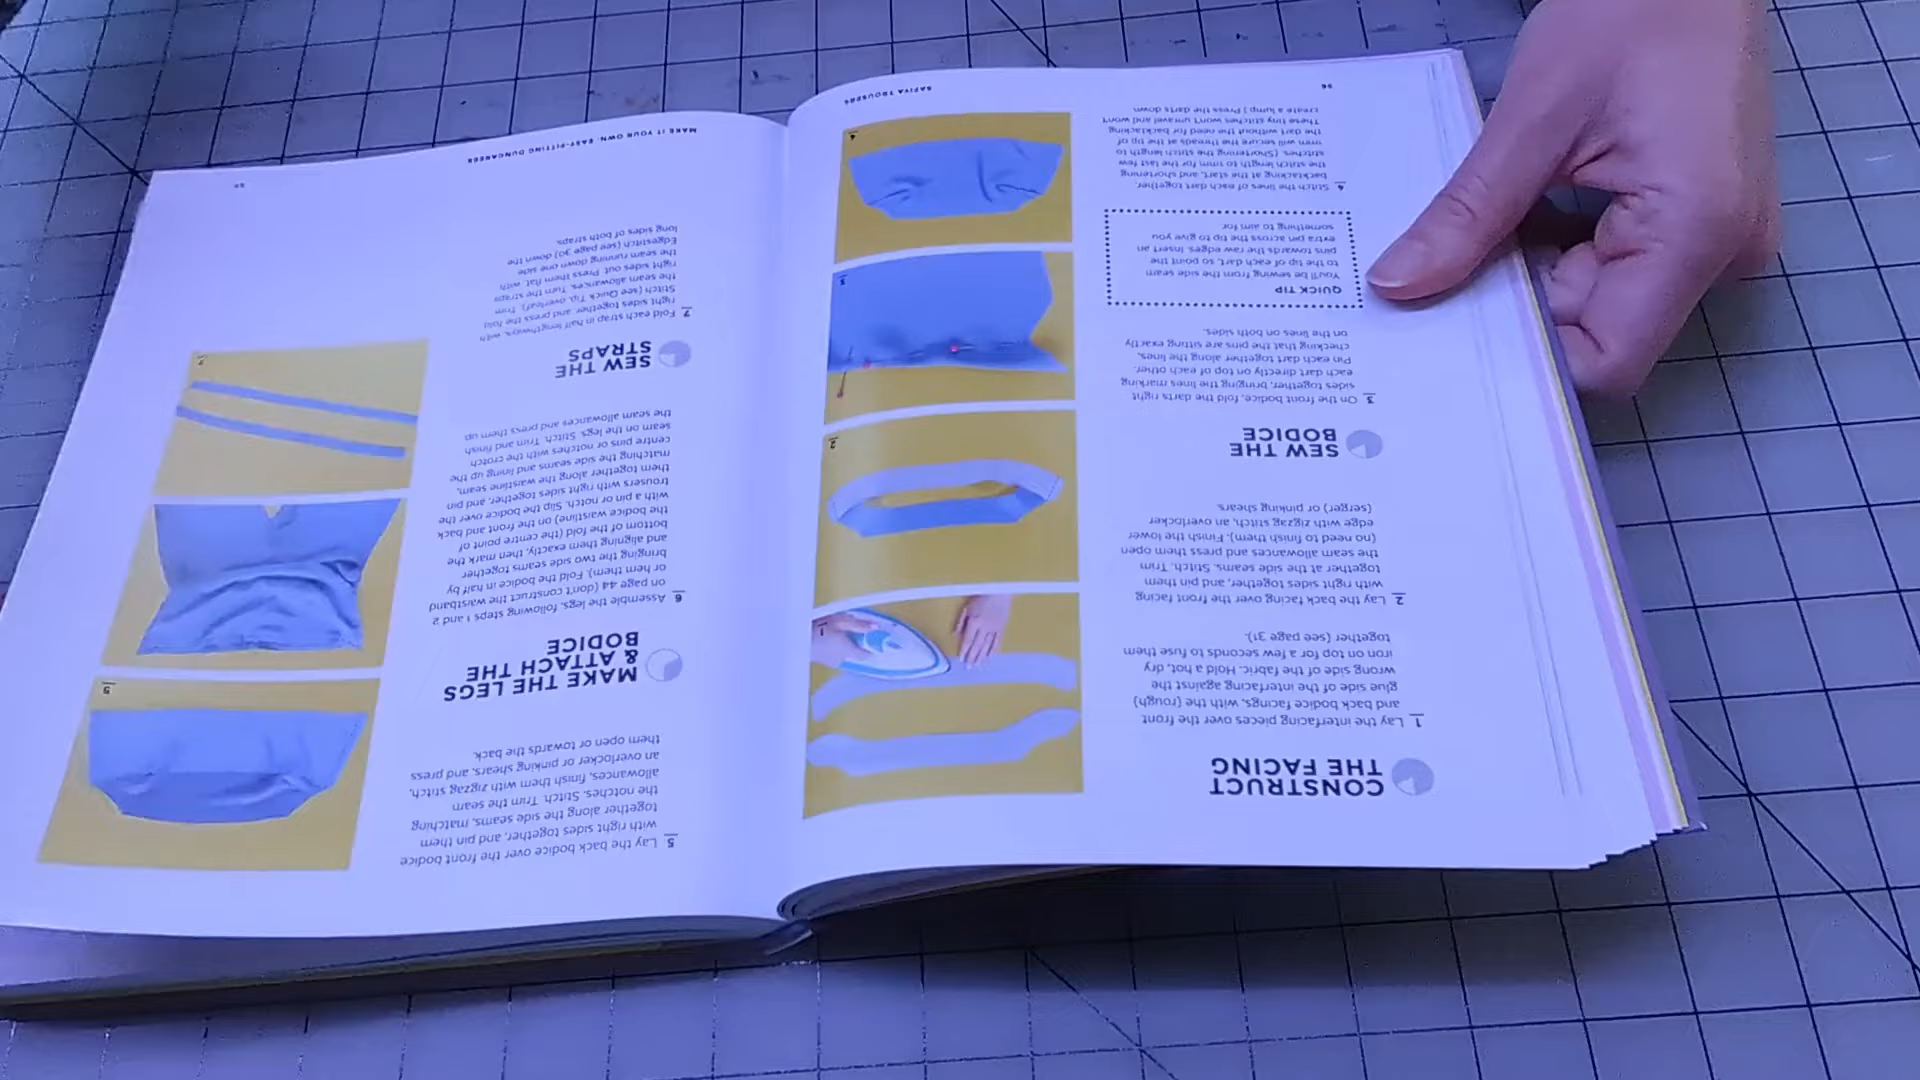 56
SAFIYA TROUSERS
CONSTRUCT
THE FACING
1 Lay the interfacing pieces over the front
and back bodice facings, with the (rough)
glue side of the interfacing against the
wrong side of the fabric. Hold a hot, dry
iron on top for a few seconds to fuse them
together (see page 31).
2 Lay the back facing over the front facing
with right sides together, and pin them
together at the side seams. Stitch. Trim
the seam allowances and press them open
(no need to finish them). Finish the lower
edge with zigzag stitch, an overlocker
(serger) or pinking shears.
SEW THE
BODICE
3 On the front bodice, fold the darts right
sides together, bringing the lines marking
each dart directly on top of each other.
Pin each dart together along the lines,
checking that the pins are sitting exactly
on the lines on both sides.
QUICK TIP
You'll be sewing from the side seam
to the tip of each dart, so point the
pins towards the raw edges. Insert an
extra pin across the tip to give you
something to aim for.
4 Stitch the lines of each dart together,
backtacking at the start, and shortening
the stitch length to 1mm for the last few
stitches. (Shortening the stitch length to
1mm will secure the threads at the tip of
the dart without the need for backtacking.
These tiny stitches won't unravel and won't
create a lump.) Press the darts down.
1
2
3
4
5 Lay the back bodice over the front bodice
with right sides together, and pin them
together along the side seams, matching
the notches. Stitch. Trim the seam
allowances, finish them with zigzag stitch,
an overlocker or pinking shears, and press
them open or towards the back.
MAKE THE LEGS
& ATTACH THE
BODICE
6 Assemble the legs, following steps 1 and 2
on page 44 (don't construct the waistband
or hem them). Fold the bodice in half by
bringing the two side seams together
and aligning them exactly, then mark the
bottom of the fold (the centre point of
the bodice waistline) on the front and back
with a pin or notch. Slip the bodice over the
trousers with right sides together, and pin
them together along the waistline seam,
matching the side seams and lining up the
centre pins or notches with the crotch
seam on the legs. Stitch. Trim and finish
the seam allowances and press them up.
SEW THE
STRAPS
7 Fold each strap in half lengthways, with
right sides together, and press the fold.
Stitch (see Quick Tip, overleaf). Trim
the seam allowances. Turn the straps
right sides out. Press them flat, with
the seam running down one side.
Edgestitch (see page 30) down the
long sides of both straps.
5
7
MAKE IT YOUR OWN: EASY-FITTING DUNGAREES